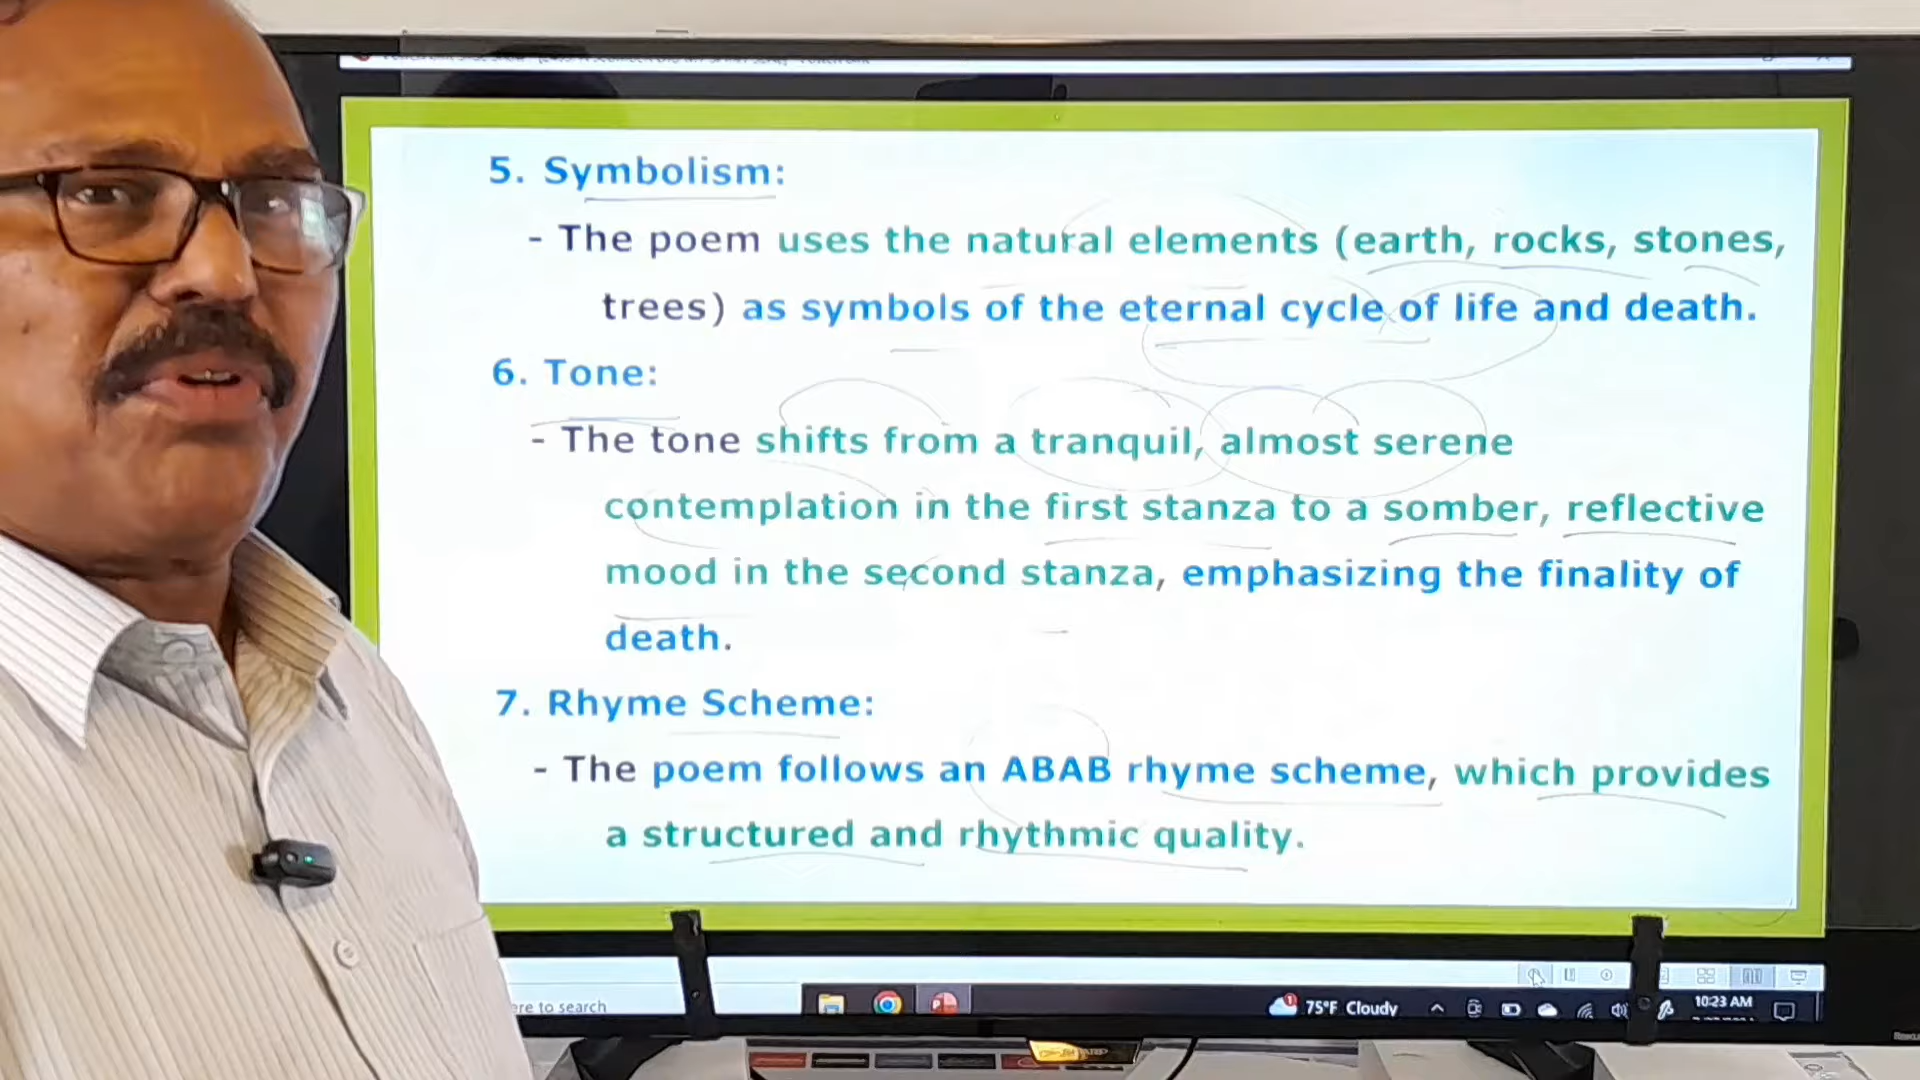 5. Symbolism:
- The poem uses the natural elements (earth, rocks, stones,
trees) as symbols of the eternal cycle of life and death.
6. Tone:
- The tone shifts from a tranquil, almost serene
contemplation in the first stanza to a somber, reflective
mood in the second stanza, emphasizing the finality of
death.
7. Rhyme Scheme:
- The poem follows an ABAB rhyme scheme, which provides
a structured and rhythmic quality.
to search
1
75°F Cloudy
10:23 AM